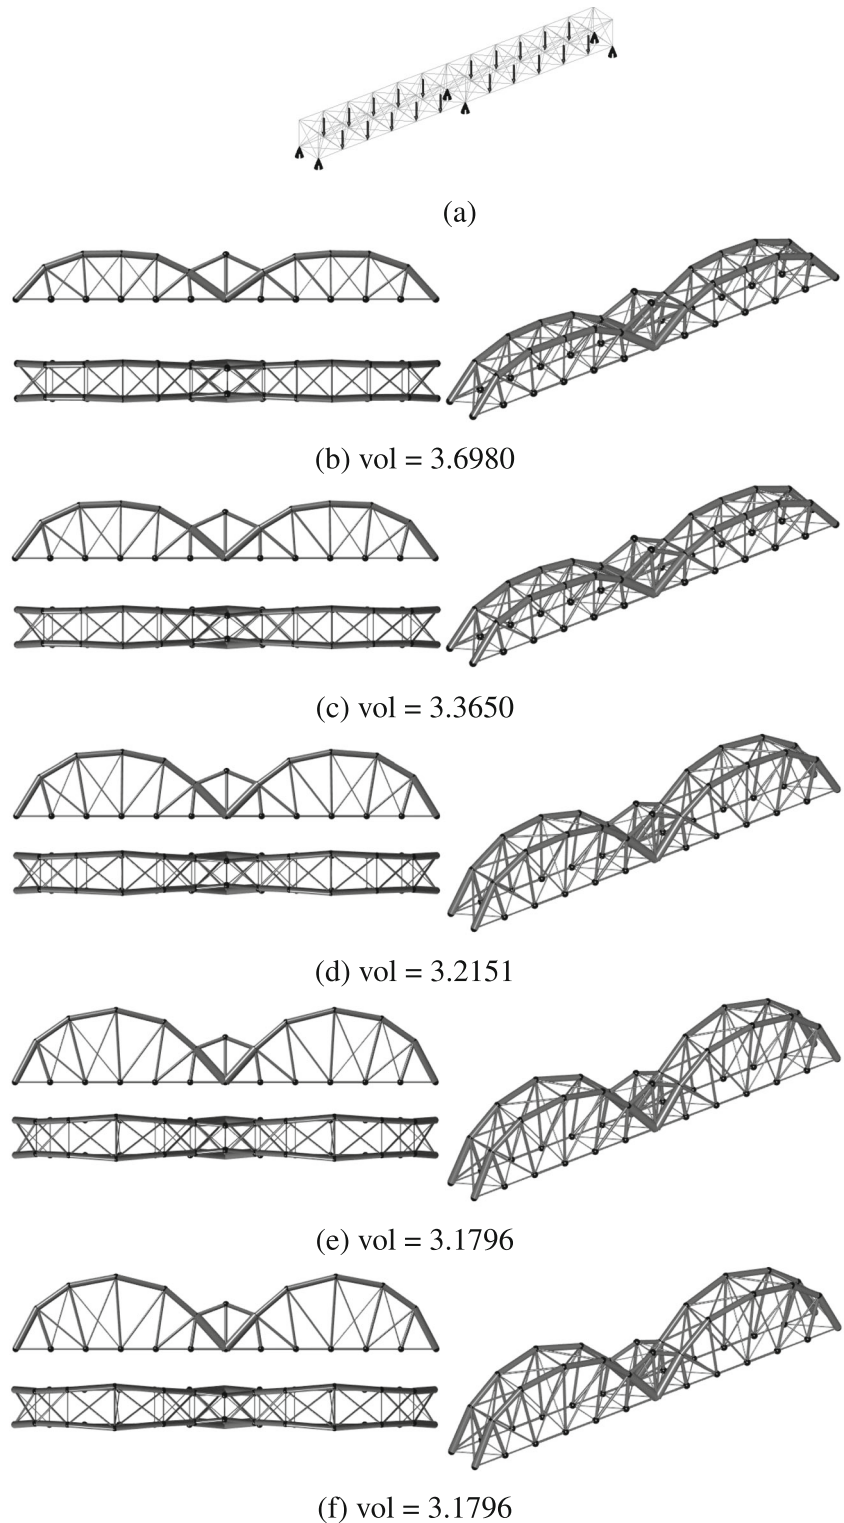 (a)
(b) vol = 3.6980
(c) vol = 3.3650
(d) vol = 3.2151
(e) vol = 3.1796
(f) vol = 3.1796